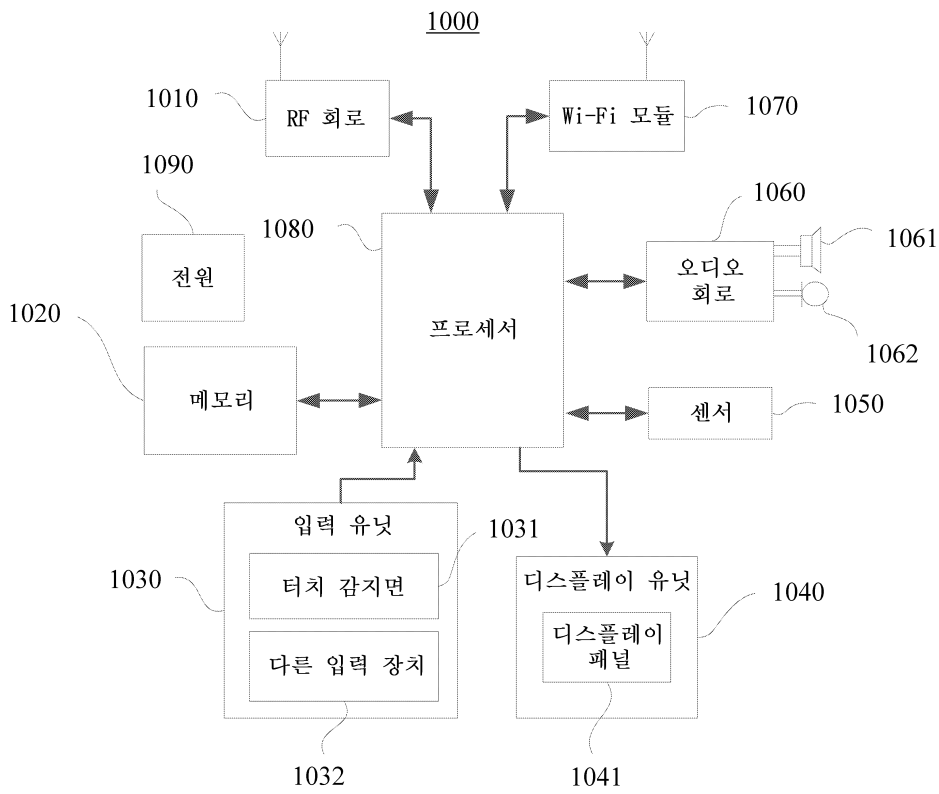 1000
1010
RF 회로
Wi-Fi 모듈
1070
1090
전원
1080
프로세서
1060
오디오
회로
1061
1062
1020
메모리
센서
1050
입력 유닛
1030
터치 감지면
1031
다른 입력 장치
1032
디스플레이 유닛
1040
디스플레이
패널
1041